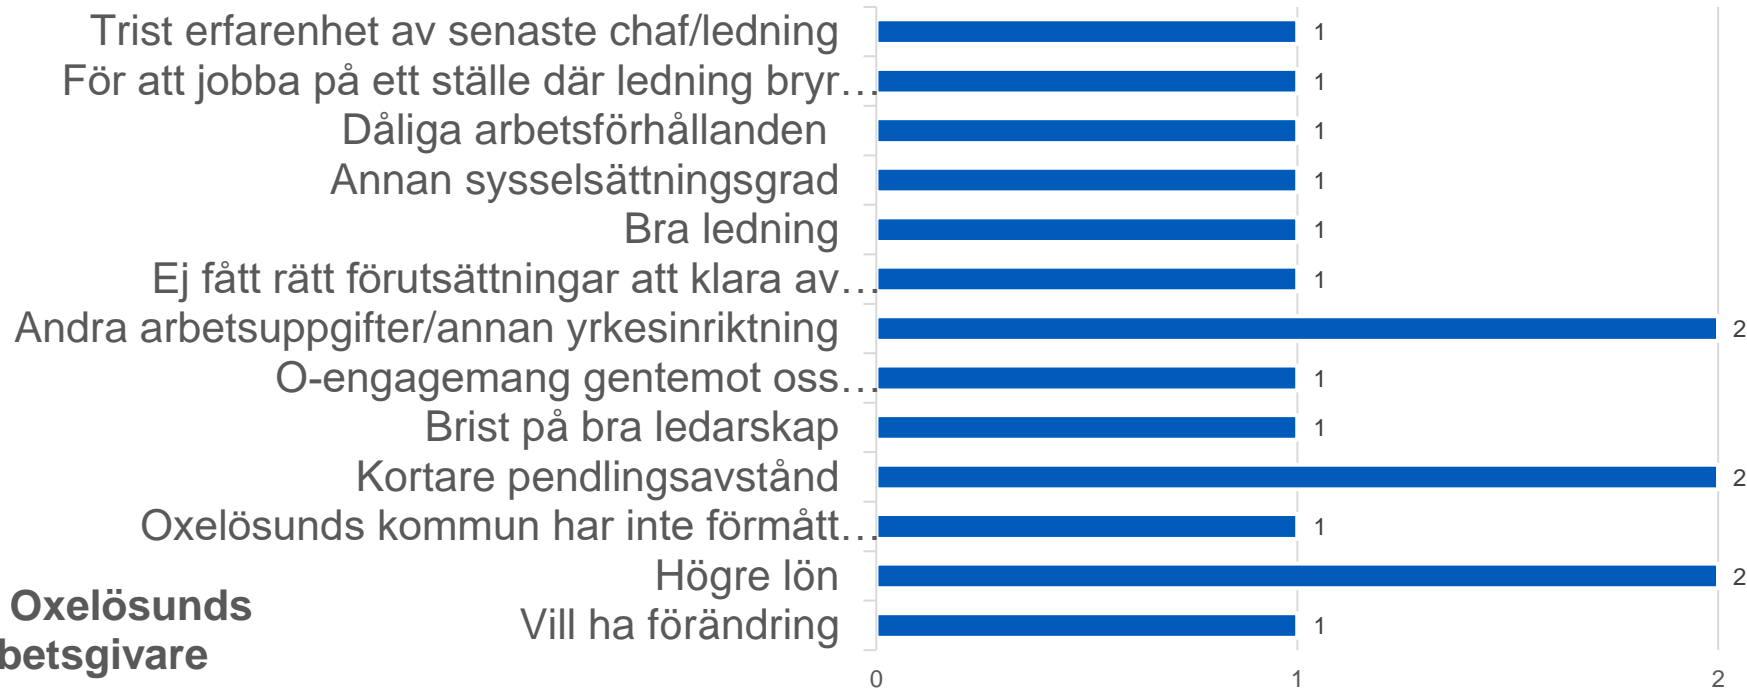 Trist erfarenhet av senaste chaf/ledning 1
För att jobba på ett ställe där ledning bryr… 1
Dåliga arbetsförhållanden 1
Annan sysselsättningsgrad 1
Bra ledning 1
Ej fått rätt förutsättningar att klara av… 1
Andra arbetsuppgifter/annan yrkesinriktning 2
O-engagemang gentemot oss… 1
Brist på bra ledarskap 1
Kortare pendlingsavstånd 2
Oxelösunds kommun har inte förmått… 1
Högre lön 2
Vill ha förändring 1
Oxelösunds
betsgivare
0 1 2